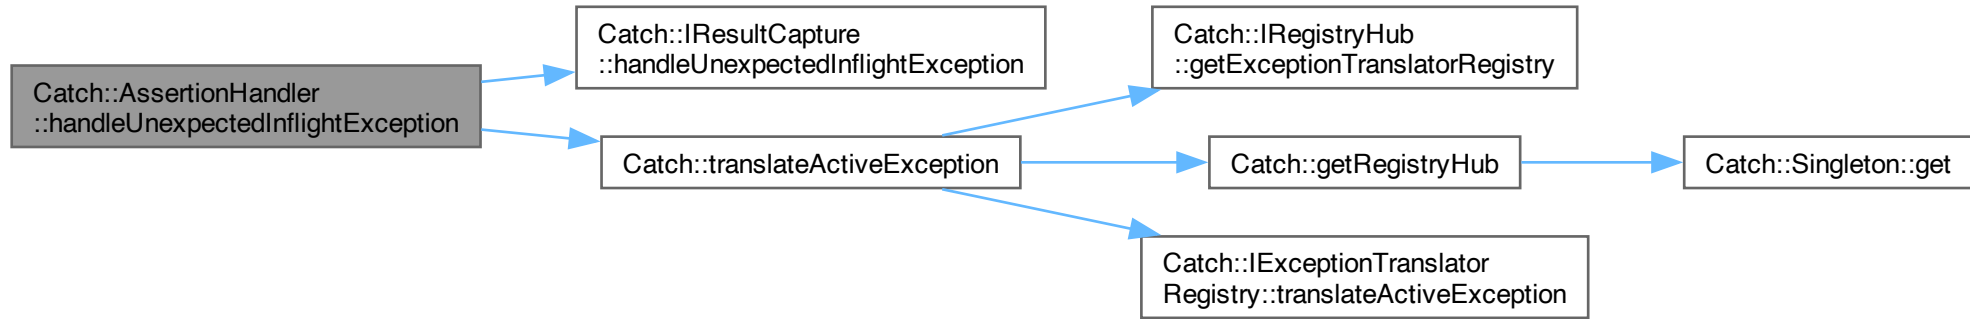 Catch::AssertionHandler
::handleUnexpectedInflightException
Catch::IResultCapture
::handleUnexpectedInflightException
Catch::translateActiveException
Catch::IRegistryHub
::getExceptionTranslatorRegistry
Catch::getRegistryHub
Catch::Singleton::get
Catch::IExceptionTranslator
Registry::translateActiveException